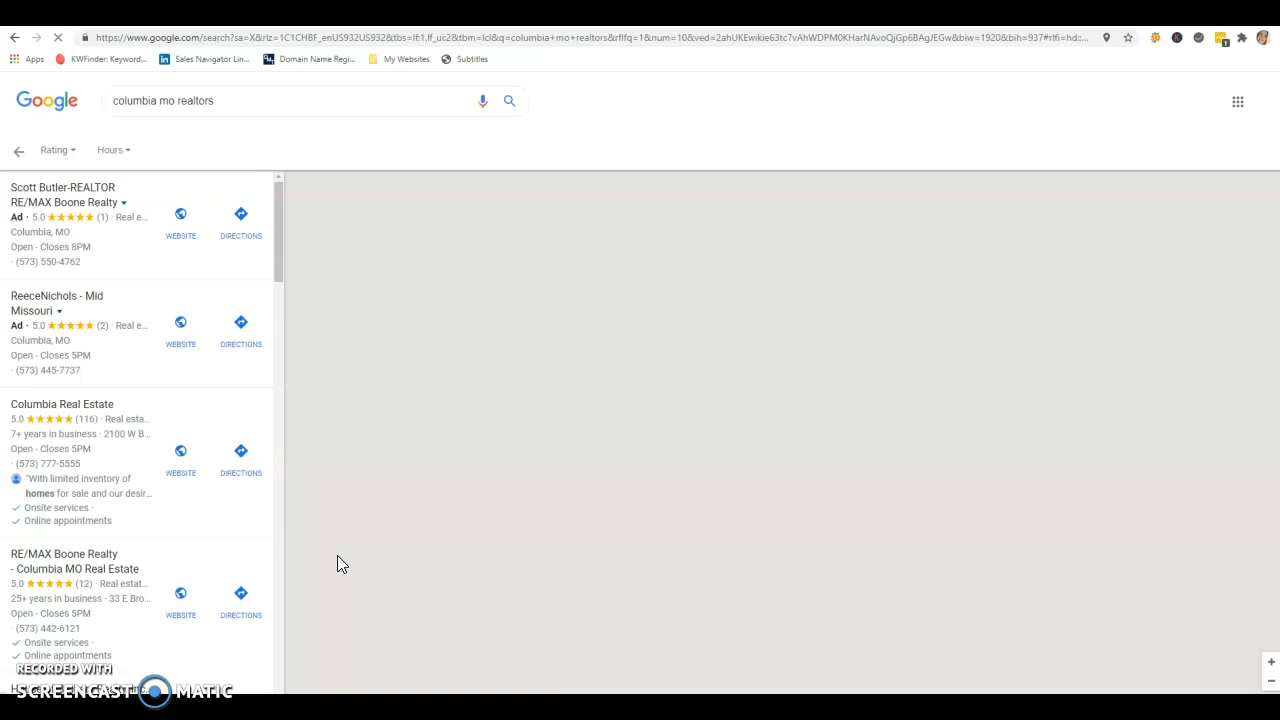 https://www.google.com/search?sa=X&rlz=1C1CHBF_enUS932US932&tbs=lf:1,lf_ui:2&tbm=lcl&q=columbia+mo+realtors&rflfq=1&num=10&ved=2ahUKEwikie63tc7vAhWDPM0KHarNAvoQjGp6BAgJEGw&biw=1920&bih=937#rlfi=hd:;...
Apps
KWFinder: Keyword...
Sales Navigator Lin...
Domain Name Regi...
My Websites
Subtitles
1
Google
columbia mo realtors
Rating
Hours
Scott Butler-REALTOR
RE/MAX Boone Realty
Ad · 5.0 (1) · Real e...
Columbia, MO
Open · Closes 8PM
· (573) 550-4762
WEBSITE
DIRECTIONS
ReeceNichols - Mid
Missouri
Ad · 5.0 (2) · Real e...
Columbia, MO
Open · Closes 5PM
· (573) 445-7737
WEBSITE
DIRECTIONS
Columbia Real Estate
5.0 (116) · Real esta...
7+ years in business · 2100 W B...
Open · Closes 5PM
· (573) 777-5555
"With limited inventory of
homes for sale and our desir...
Onsite services ·
Online appointments
WEBSITE
DIRECTIONS
RE/MAX Boone Realty
- Columbia MO Real Estate
5.0 (12) · Real estat...
25+ years in business · 33 E Bro...
Open · Closes 5PM
· (573) 442-6121
Onsite services ·
Online appointments
WEBSITE
DIRECTIONS
RECORDED WITH
SCREENCAST MATIC